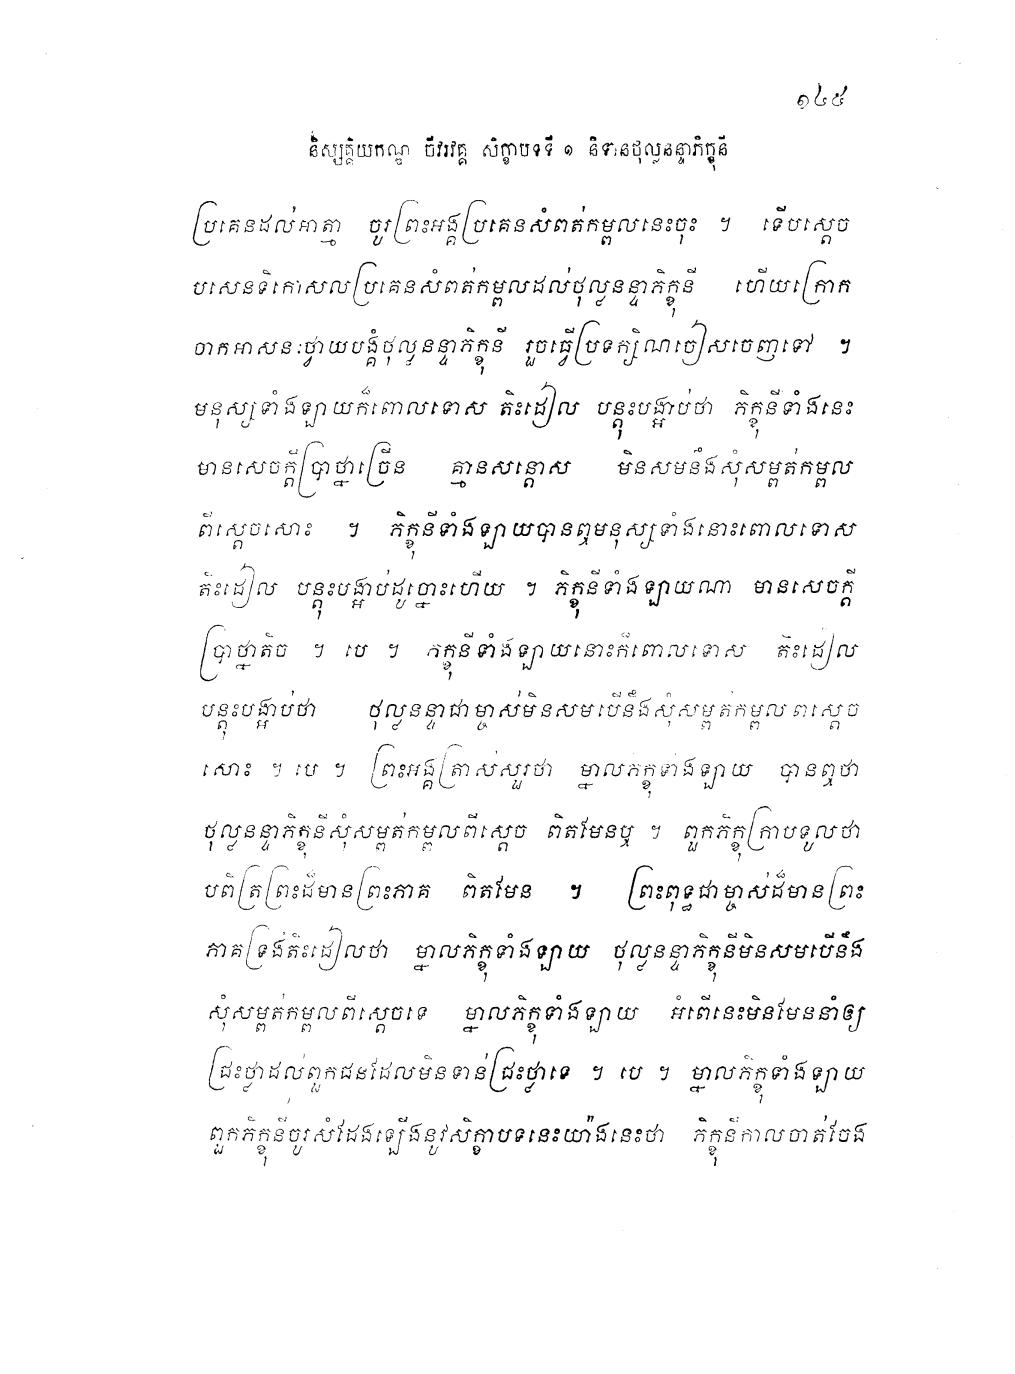 ១៤៥
និស្សគ្គិយកណ្ឌ ចីវរវគ្គ សិក្ខាបទទី ១ និទានថុល្លនន្ទាភិក្ខុនី
ប្រគេនដល់អាត្មា ចូរព្រះអង្គប្រគេនសំពត់កម្ពលនេះចុះ ។ ទើបស្តេច
បសេនទិកោសលប្រគេនសំពត់កម្ពលដល់ថុល្លនន្ទាភិក្ខុនី ហើយក្រោក
ចាកអាសនៈថ្វាយបង្គំថុល្លនន្ទាភិក្ខុនី រួចធ្វើប្រទក្សិណចៀសចេញទៅ ។
មនុស្សទាំងឡាយក៏ពោលទោស តិះដៀល បន្តុះបង្អាប់ថា ភិក្ខុនីទាំងនេះ
មានសេចក្តីប្រាថ្នាច្រើន គ្មានសន្តោស មិនសមនឹងសុំសម្ពត់កម្ពល
ពីស្តេចសោះ ។ ភិក្ខុនីទាំងឡាយបានឮមនុស្សទាំងនោះពោលទោស
តិះដៀល បន្តុះបង្អាប់ដូច្នោះហើយ ។ ភិក្ខុនីទាំងឡាយណា មានសេចក្តី
ប្រាថ្នាតិច ។ បេ ។ ភិក្ខុនីទាំងឡាយនោះក៏ពោលទោស តិះដៀល
បន្តុះបង្អាប់ថា ថុល្លនន្ទាជាម្ចាស់មិនសមបើនឹងសុំសម្ពត់កម្ពលពីស្តេច
សោះ ។ បេ ។ ព្រះអង្គត្រាស់សួរថា ម្នាលភិក្ខុទាំងឡាយ បានឮថា
ថុល្លនន្ទាភិក្ខុនីសុំសម្ពត់កម្ពលពីស្តេច ពិតមែនឬ ។ ពួកភិក្ខុក្រាបទូលថា
បពិត្រព្រះដ៏មានព្រះភាគ ពិតមែន ។ ព្រះពុទ្ធជាម្ចាស់ដ៏មានព្រះ
ភាគទ្រង់តិះដៀលថា ម្នាលភិក្ខុទាំងឡាយ ថុល្លនន្ទាភិក្ខុនីមិនសមបើនឹង
សុំសម្ពត់កម្ពលពីស្តេចទេ ម្នាលភិក្ខុទាំងឡាយ អំពើនេះមិនមែននាំឲ្យ
ជ្រះថ្លាដល់ពួកជនដែលមិនទាន់ជ្រះថ្លាទេ ។ បេ ។ ម្នាលភិក្ខុទាំងឡាយ
ពួកភិក្ខុនីចូរសំដែងឡើងនូវសិក្ខាបទនេះយ៉ាងនេះថា ភិក្ខុនីកាលចាត់ចែង